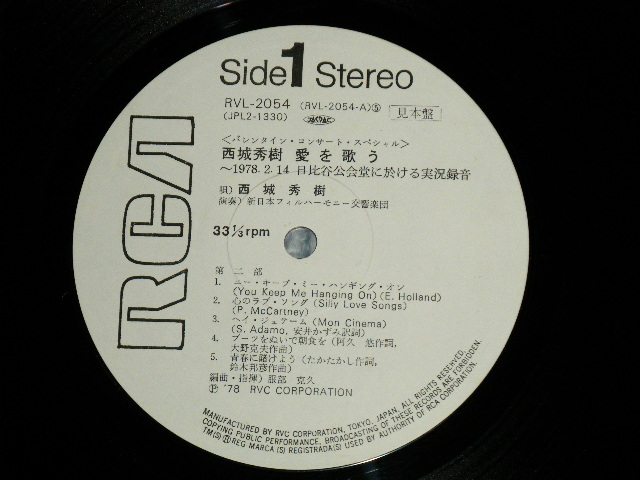 Side 1 Stereo
RVL-2054 (RVL-2054-A)⑤ 見本盤
(JPL2-1330)
RCA
〈バレンタイン・コンサート・スペシャル〉
西城秀樹 愛を歌う
〜1978.2.14 日比谷公会堂に於ける実況録音
唄) 西城秀樹
演奏) 新日本フィルハーモニー交響楽団
33 1/3 rpm
第二部
1. ユー・キープ・ミー・ハンギング・オン
(You Keep Me Hanging On) (E. Holland)
2. 心のラブ・ソング (Silly Love Songs)
(P. McCartney)
3. ヘイ・ジュテーム (Mon Cinema)
(S. Adamo, 安井かずみ訳詞)
4. ブーツをぬいで朝食を (阿久 悠作詞,
大野克夫作曲)
5. 青春に賭けよう (たかたかし作詞,
鈴木邦彦作曲)
編曲・指揮) 服部 克久
Ⓟ '78 RVC CORPORATION
MANUFACTURED BY RVC CORPORATION, TOKYO, JAPAN. ALL RIGHTS RESERVED.
COPYING PUBLIC PERFORMANCE, BROADCASTING OF THESE RECORDS ARE FORBIDDEN.
TM(S) ® REG MARCA (S) REGISTRADA(S) USED BY AUTHORITY OF RCA CORPORATION.